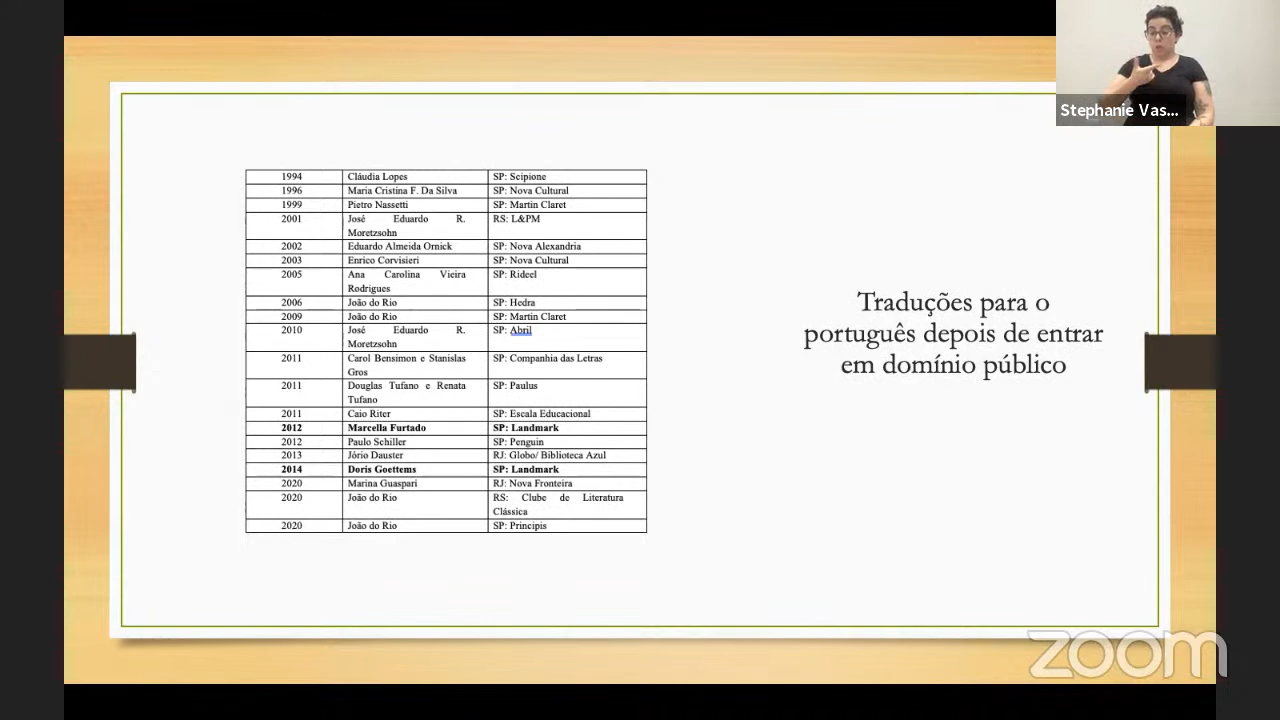 Stephanie Vas...
1994 Cláudia Lopes SP: Scipione
1996 Maria Cristina F. Da Silva SP: Nova Cultural
1999 Pietro Nassetti SP: Martin Claret
2001 José Eduardo R. RS: L&PM
Moretzsohn
2002 Eduardo Almeida Ornick SP: Nova Alexandria
2003 Enrico Corvisieri SP: Nova Cultural
2005 Ana Carolina Vieira SP: Rideel
Rodrigues
2006 João do Rio SP: Hedra
2009 João do Rio SP: Martin Claret
2010 José Eduardo R. SP: Abril
Moretzsohn
2011 Carol Bensimon e Stanislas SP: Companhia das Letras
Gros
2011 Douglas Tufano e Renata SP: Paulus
Tufano
2011 Caio Riter SP: Escala Educacional
2012 Marcella Furtado SP: Landmark
2012 Paulo Schiller SP: Penguin
2013 Jório Dauster RJ: Globo/ Biblioteca Azul
2014 Doris Goettems SP: Landmark
2020 Marina Guaspari RJ: Nova Fronteira
2020 João do Rio RS: Clube de Literatura
Clássica
2020 João do Rio SP: Principis
Traduções para o
português depois de entrar
em domínio público
zoom